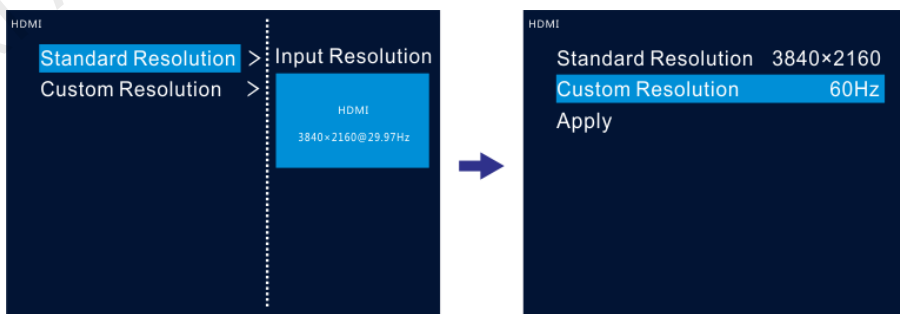 HDMI
Standard Resolution >
Custom Resolution >
Input Resolution
HDMI
3840×2160@29.97Hz
HDMI
Standard Resolution 3840×2160
Custom Resolution 60Hz
Apply